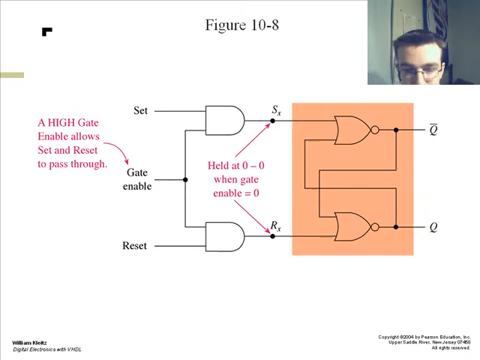 Figure 10-8
Set
Sx
A HIGH Gate
Enable allows
Set and Reset
to pass through.
Q̅
Gate
enable
Held at 0 – 0
when gate
enable = 0
Rx
Q
Reset
William Kleitz
Digital Electronics with VHDL
Copyright ©2004 by Pearson Education, Inc.
Upper Saddle River, New Jersey 07458
All rights reserved.